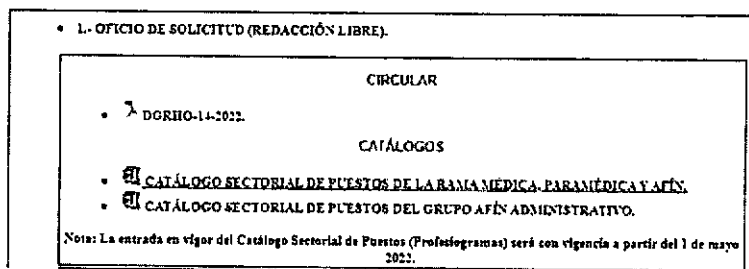 1.- OFICIO DE SOLICITUD (REDACCIÓN LIBRE).
CIRCULAR
DGRHO-14-2022.
CATÁLOGOS
CATÁLOGO SECTORIAL DE PUESTOS DE LA RAMA MÉDICA, PARAMÉDICA Y AFÍN.
CATÁLOGO SECTORIAL DE PUESTOS DEL GRUPO AFÍN ADMINISTRATIVO.
Nota: La entrada en vigor del Catálogo Sectorial de Puestos (Profesiogramas) será con vigencia a partir del 1 de mayo
2022.